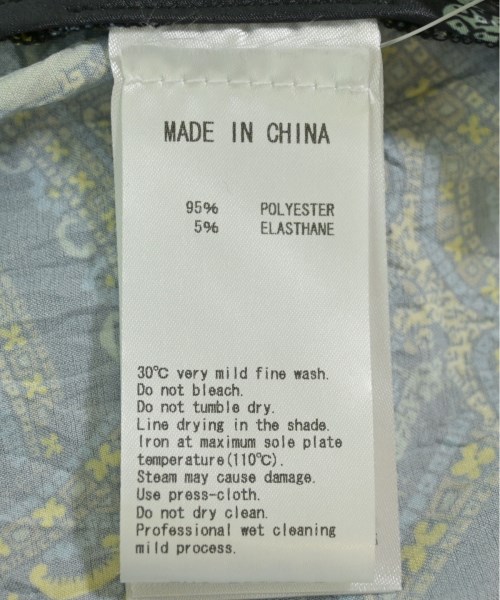 MADE IN CHINA
95% POLYESTER
5% ELASTHANE
30℃ very mild fine wash.
Do not bleach.
Do not tumble dry.
Line drying in the shade.
Iron at maximum sole plate
temperature(110℃).
Steam may cause damage.
Use press-cloth.
Do not dry clean.
Professional wet cleaning
mild process.